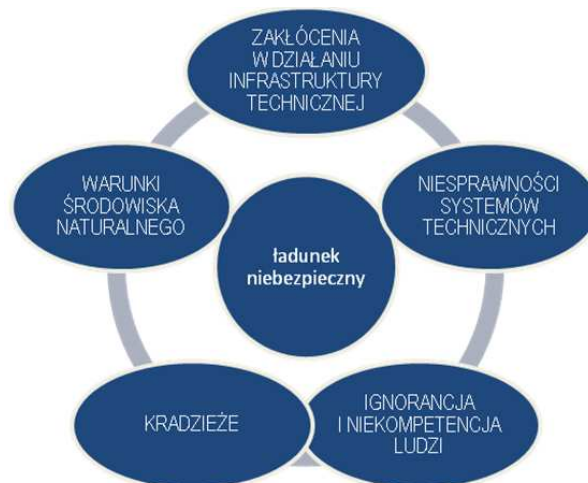 ZAKŁÓCENIA
W DZIAŁANIU
INFRASTRUKTURY
TECHNICZNEJ
WARUNKI
ŚRODOWISKA
NATURALNEGO
NIESPRAWNOŚCI
SYSTEMÓW
TECHNICZNYCH
ładunek
niebezpieczny
KRADZIEŻE
IGNORANCJA
I NIEKOMPETENCJA
LUDZI